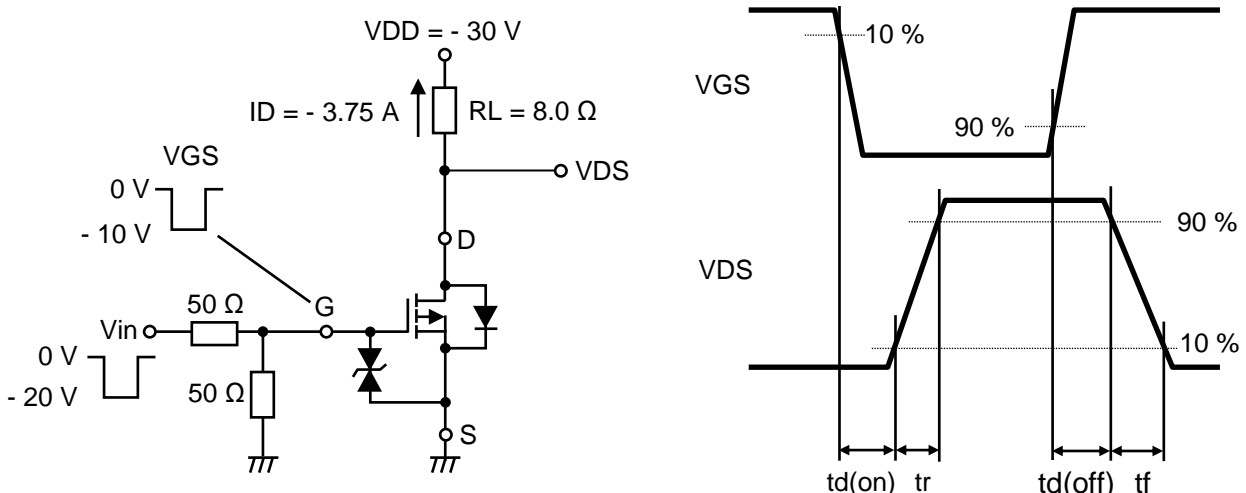 VDD = - 30 V
ID = - 3.75 A
RL = 8.0 Ω
VGS
0 V
- 10 V
VDS
D
50 Ω
G
Vin
0 V
- 20 V
50 Ω
S
10 %
VGS
90 %
90 %
VDS
10 %
td(on)
tr
td(off)
tf